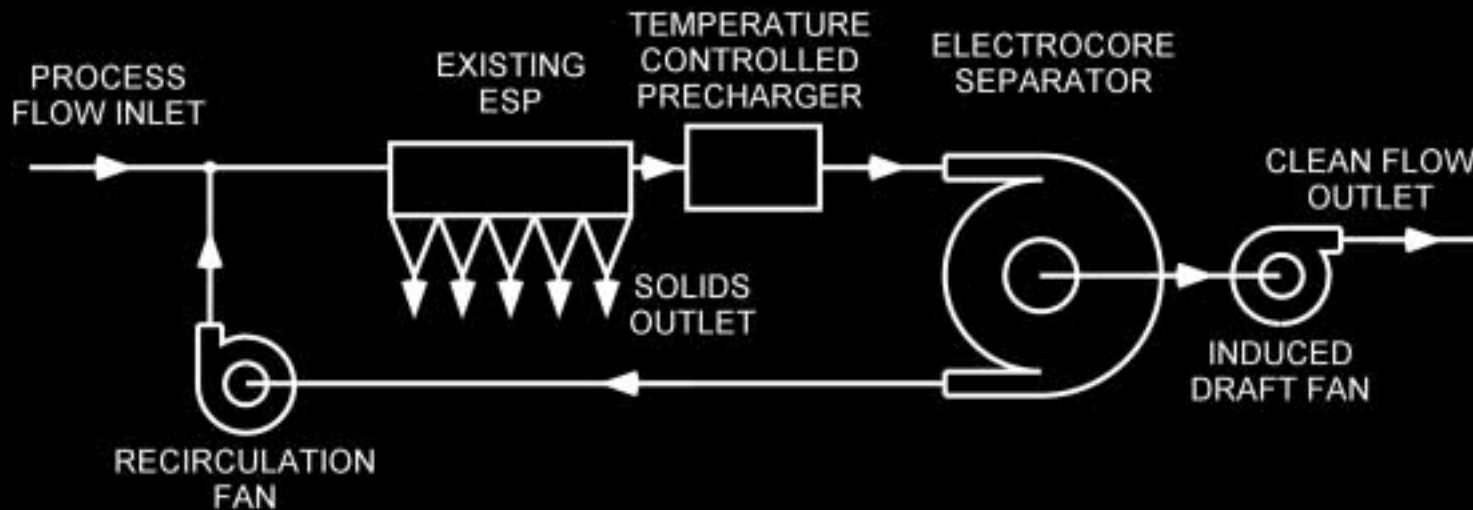 PROCESS
FLOW INLET
EXISTING
ESP
TEMPERATURE
CONTROLLED
PRECHARGER
ELECTROCORE
SEPARATOR
CLEAN FLOW
OUTLET
SOLIDS
OUTLET
INDUCED
DRAFT FAN
RECIRCULATION
FAN